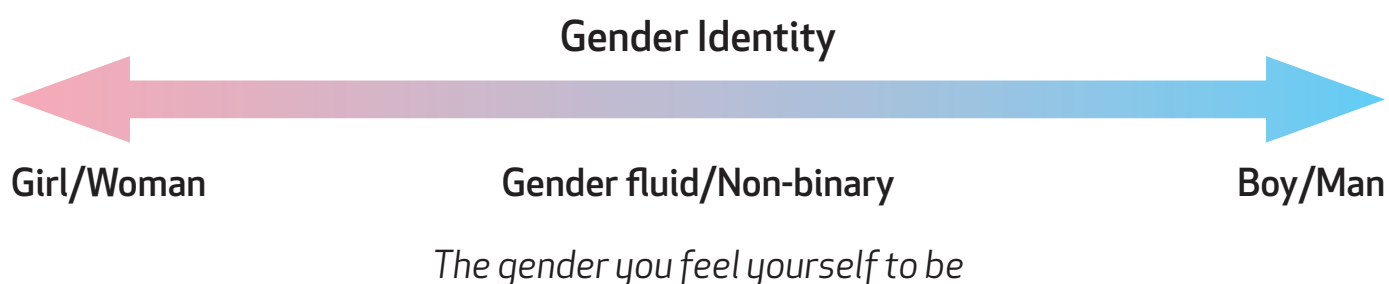 Gender Identity
Girl/Woman Gender fluid/Non-binary Boy/Man
The gender you feel yourself to be